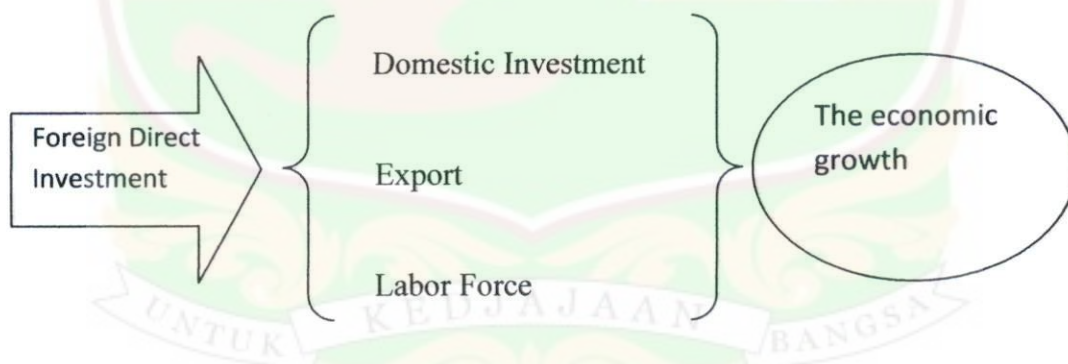 Foreign Direct
Investment
Domestic Investment
Export
Labor Force
The economic
growth
UNTUK KEDJAJAAN BANGSA